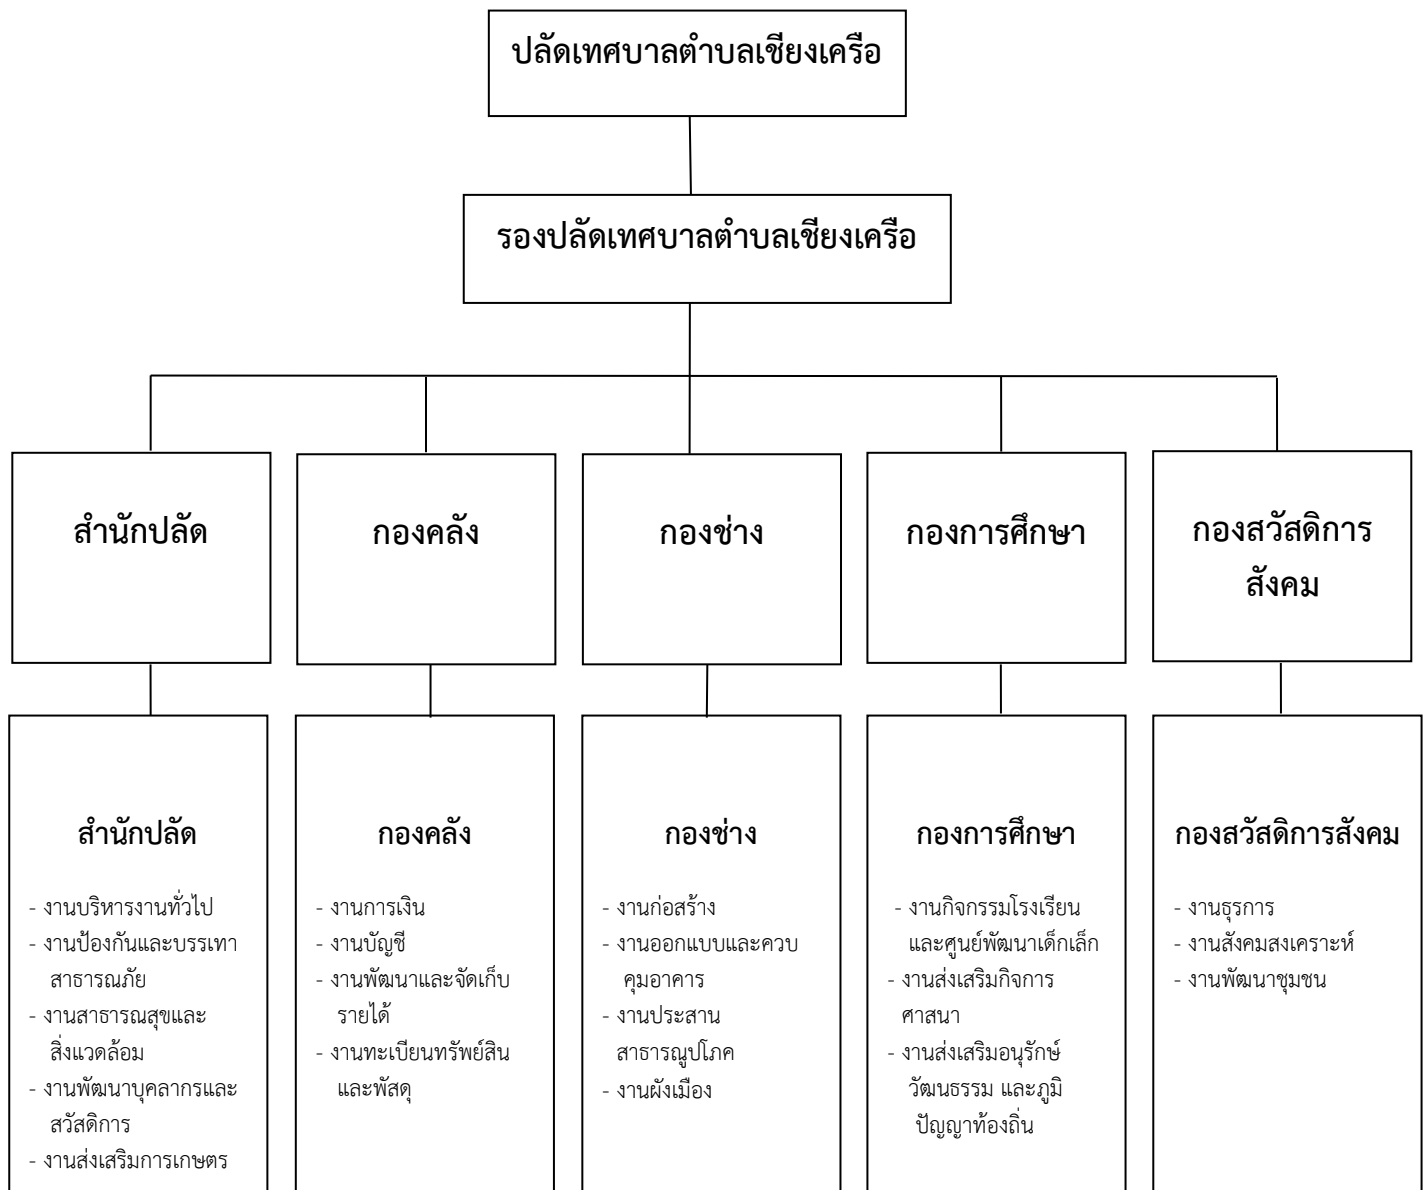 ปลัดเทศบาลตำบลเชียงเครือ
รองปลัดเทศบาลตำบลเชียงเครือ
สำนักปลัด
กองคลัง
กองช่าง
กองการศึกษา
กองสวัสดิการ
สังคม
สำนักปลัด
- งานบริหารงานทั่วไป
- งานป้องกันและบรรเทา
สาธารณภัย
- งานสาธารณสุขและ
สิ่งแวดล้อม
- งานพัฒนาบุคลากรและ
สวัสดิการ
- งานส่งเสริมการเกษตร
กองคลัง
- งานการเงิน
- งานบัญชี
- งานพัฒนาและจัดเก็บ
รายได้
- งานทะเบียนทรัพย์สิน
และพัสดุ
กองช่าง
- งานก่อสร้าง
- งานออกแบบและควบ
คุมอาคาร
- งานประสาน
สาธารณูปโภค
- งานผังเมือง
กองการศึกษา
- งานกิจกรรมโรงเรียน
และศูนย์พัฒนาเด็กเล็ก
- งานส่งเสริมกิจการ
ศาสนา
- งานส่งเสริมอนุรักษ์
วัฒนธรรม และภูมิ
ปัญญาท้องถิ่น
กองสวัสดิการสังคม
- งานธุรการ
- งานสังคมสงเคราะห์
- งานพัฒนาชุมชน